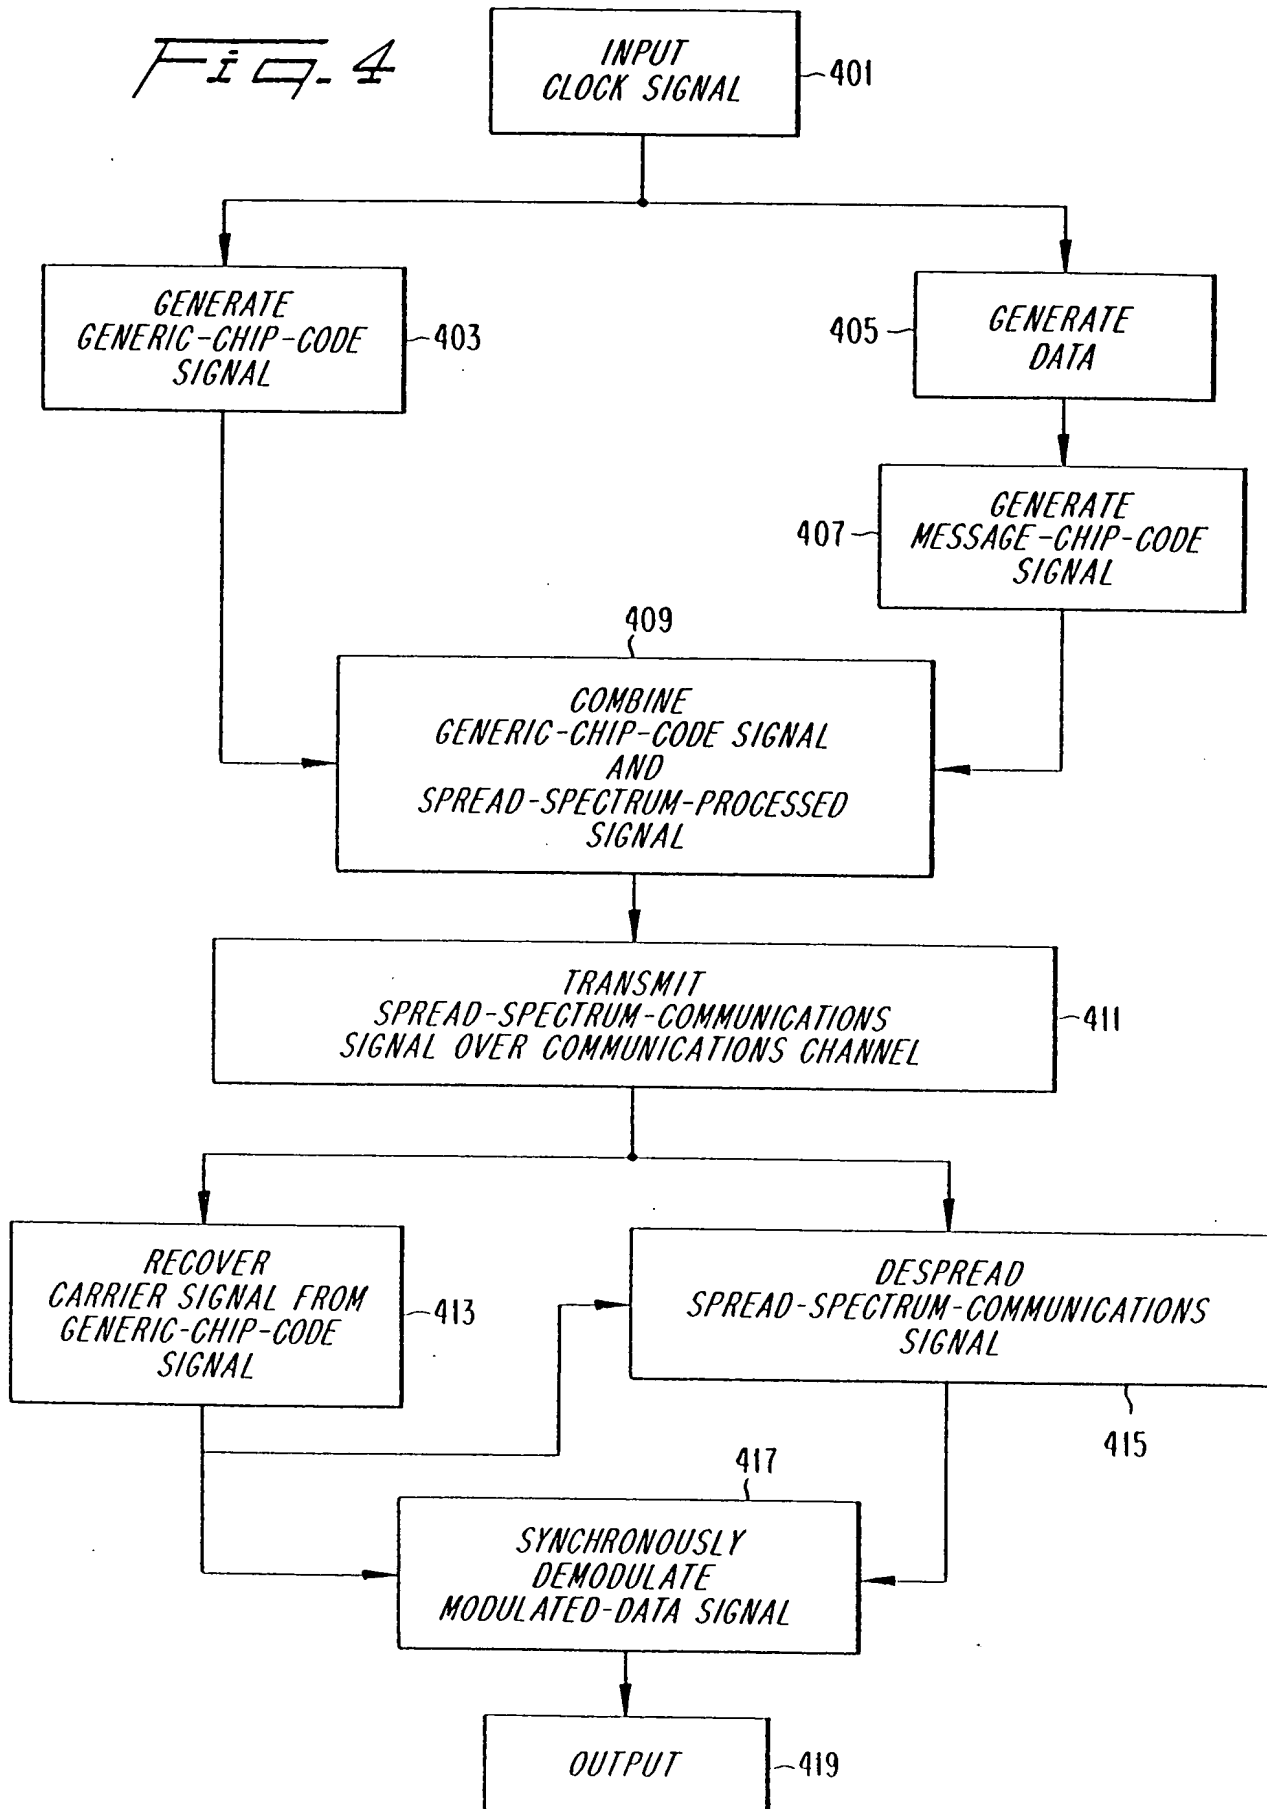 Fig. 4
INPUT
CLOCK SIGNAL
401
GENERATE
GENERIC-CHIP-CODE
SIGNAL
403
405
GENERATE
DATA
407
GENERATE
MESSAGE-CHIP-CODE
SIGNAL
409
COMBINE
GENERIC-CHIP-CODE SIGNAL
AND
SPREAD-SPECTRUM-PROCESSED
SIGNAL
TRANSMIT
SPREAD-SPECTRUM-COMMUNICATIONS
SIGNAL OVER COMMUNICATIONS CHANNEL
411
RECOVER
CARRIER SIGNAL FROM
GENERIC-CHIP-CODE
SIGNAL
413
DESPREAD
SPREAD-SPECTRUM-COMMUNICATIONS
SIGNAL
415
417
SYNCHRONOUSLY
DEMODULATE
MODULATED-DATA SIGNAL
OUTPUT
419